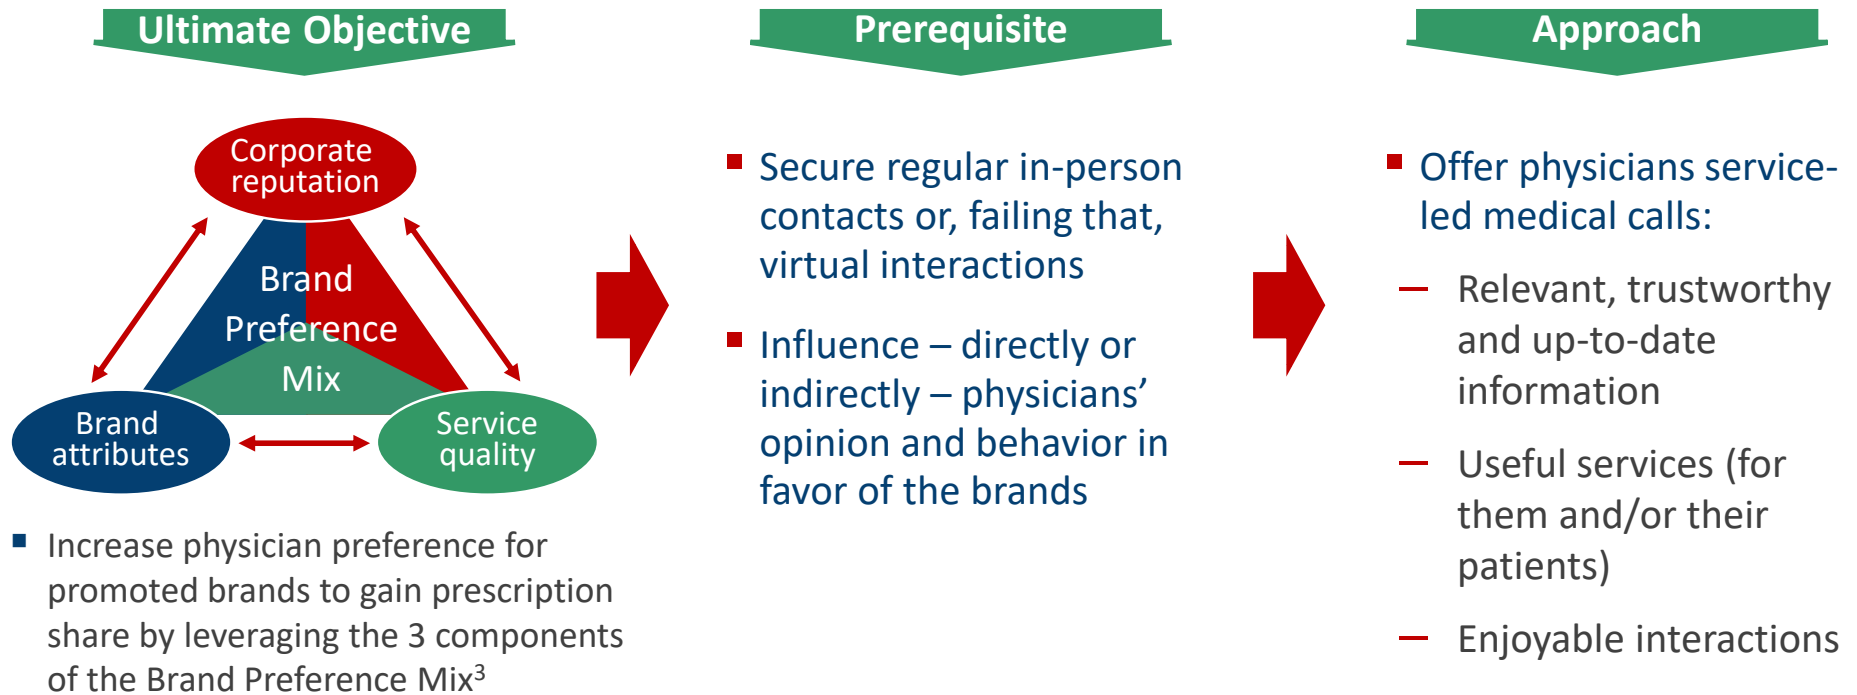 Ultimate Objective
Corporate
reputation
Brand
Preference
Mix
Brand
attributes
Service
quality
▪ Increase physician preference for
promoted brands to gain prescription
share by leveraging the 3 components
of the Brand Preference Mix³
Prerequisite
▪ Secure regular in-person
contacts or, failing that,
virtual interactions
▪ Influence – directly or
indirectly – physicians’
opinion and behavior in
favor of the brands
Approach
▪ Offer physicians service-
led medical calls:
— Relevant, trustworthy
and up-to-date
information
— Useful services (for
them and/or their
patients)
— Enjoyable interactions